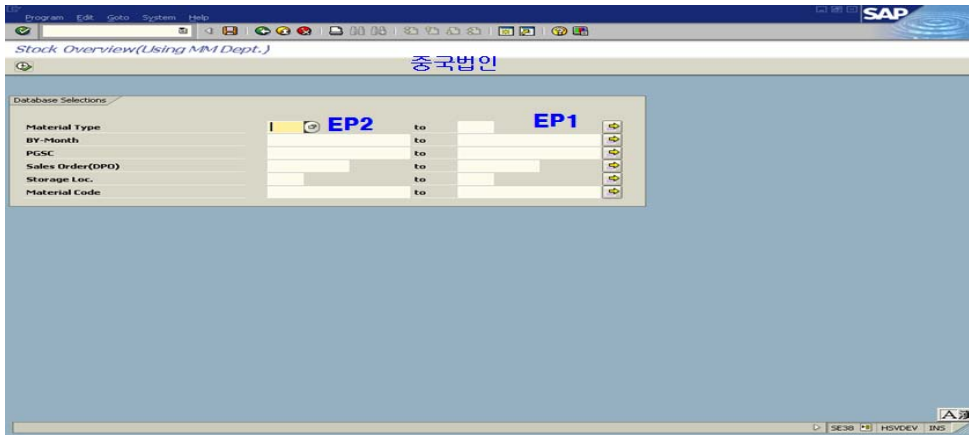 Program Edit Goto System Help
SAP
Stock Overview(Using MM Dept.)
중국법인
Database Selections
Material Type EP2 to EP1
BY-Month to
PGSC to
Sales Order(DPO) to
Storage Loc. to
Material Code to
A漢
SE38 HSVDEV INS